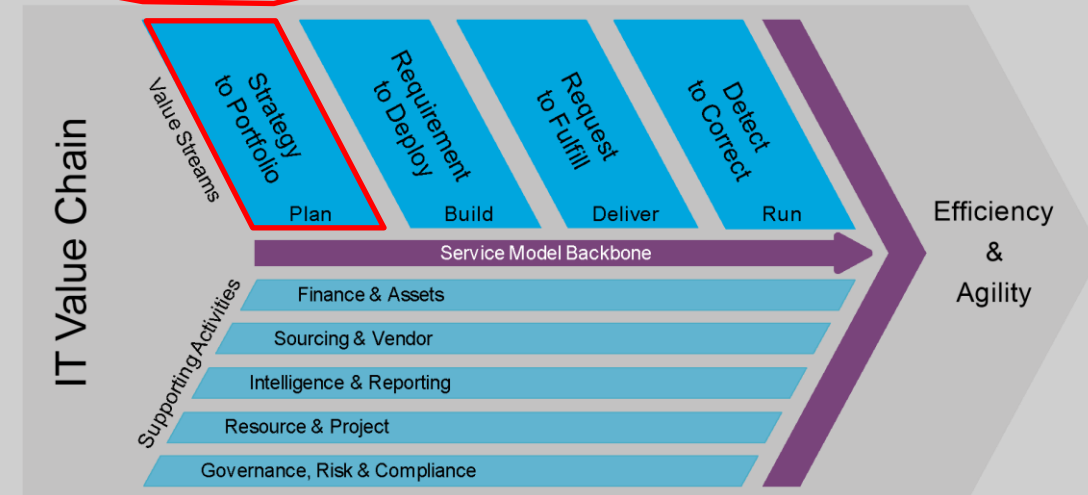 IT Value Chain
Value Streams
Strategy
to Portfolio
Plan
Requirement
to Deploy
Build
Request
to Fulfill
Deliver
Detect
to Correct
Run
Service Model Backbone
Supporting Activities
Finance & Assets
Sourcing & Vendor
Intelligence & Reporting
Resource & Project
Governance, Risk & Compliance
Efficiency
&
Agility